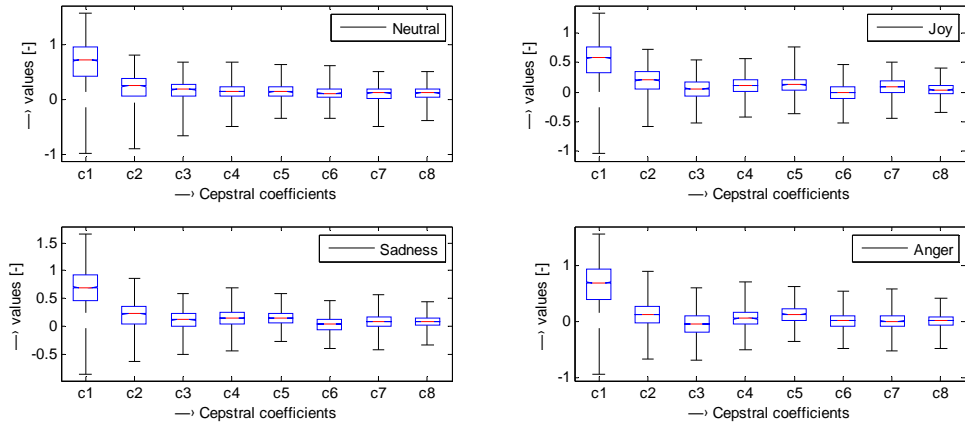 Neutral
—› values [-]
1
0
-1
c1 c2 c3 c4 c5 c6 c7 c8
—› Cepstral coefficients
Joy
—› values [-]
1
0.5
0
-0.5
-1
c1 c2 c3 c4 c5 c6 c7 c8
—› Cepstral coefficients
Sadness
—› values [-]
1.5
1
0.5
0
-0.5
c1 c2 c3 c4 c5 c6 c7 c8
—› Cepstral coefficients
Anger
—› values [-]
1
0
-1
c1 c2 c3 c4 c5 c6 c7 c8
—› Cepstral coefficients